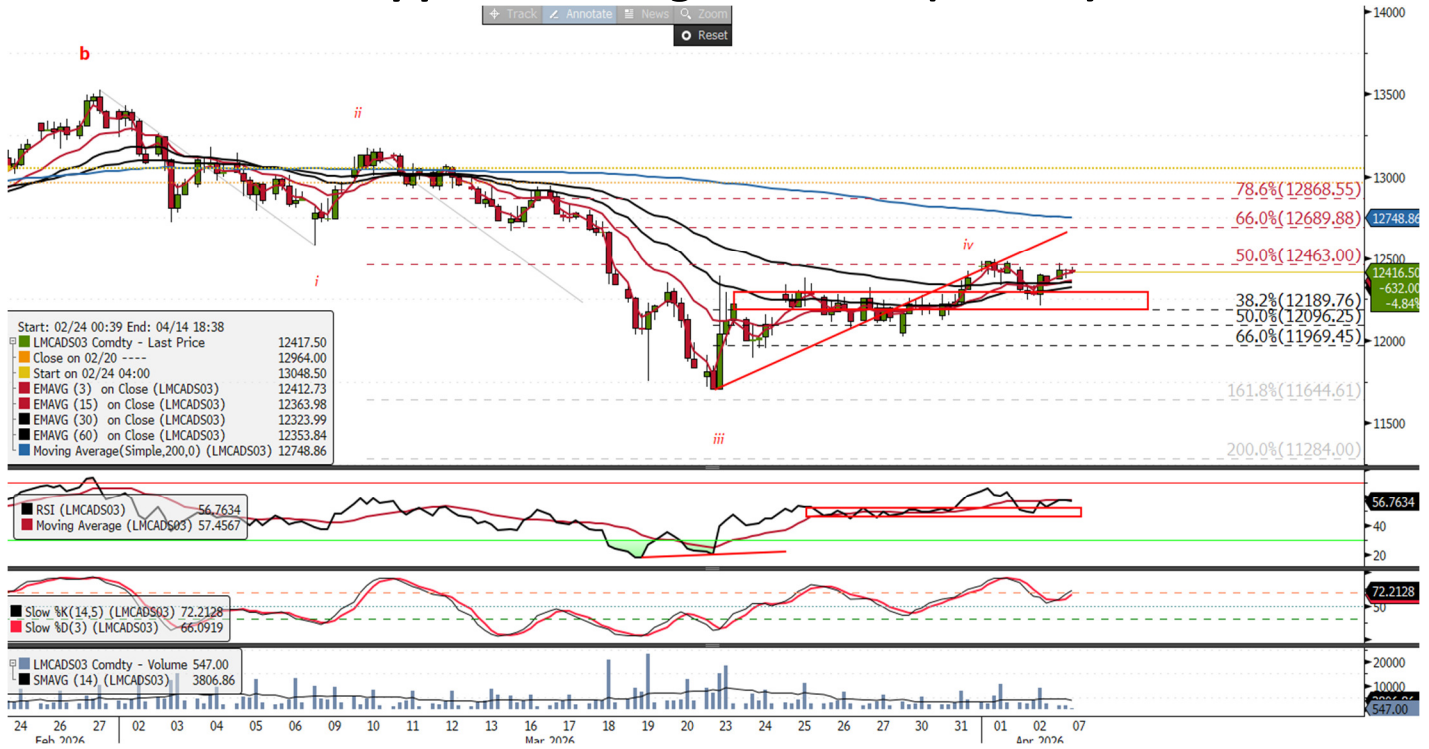 Track Annotate News Zoom
Reset
b
ii
i
iv
iii
14000
13500
13000
12500
12000
11500
78.6%(12868.55)
66.0%(12689.88)
50.0%(12463.00)
38.2%(12189.76)
50.0%(12096.25)
66.0%(11969.45)
161.8%(11644.61)
200.0%(11284.00)
12748.86
12416.50
-632.00
-4.84%
Start: 02/24 00:39 End: 04/14 18:38
LMCADS03 Comdty - Last Price 12417.50
Close on 02/20 ---- 12964.00
Start on 02/24 04:00 13048.50
EMAVG (3) on Close (LMCADS03) 12412.73
EMAVG (15) on Close (LMCADS03) 12363.98
EMAVG (30) on Close (LMCADS03) 12323.99
EMAVG (60) on Close (LMCADS03) 12353.84
Moving Average(Simple,200,0) (LMCADS03) 12748.86
RSI (LMCADS03) 56.7634
Moving Average (LMCADS03) 57.4567
56.7634
40
20
Slow %K(14,5) (LMCADS03) 72.2128
Slow %D(3) (LMCADS03) 66.0919
72.2128
50
LMCADS03 Comdty - Volume 547.00
SMAVG (14) (LMCADS03) 3806.86
20000
10000
547.00
24 26 27 02 03 04 05 06 09 10 11 12 13 16 17 18 19 20 23 24 25 26 27 30 31 01 02 07
Feb 2026 Mar 2026 Apr 2026